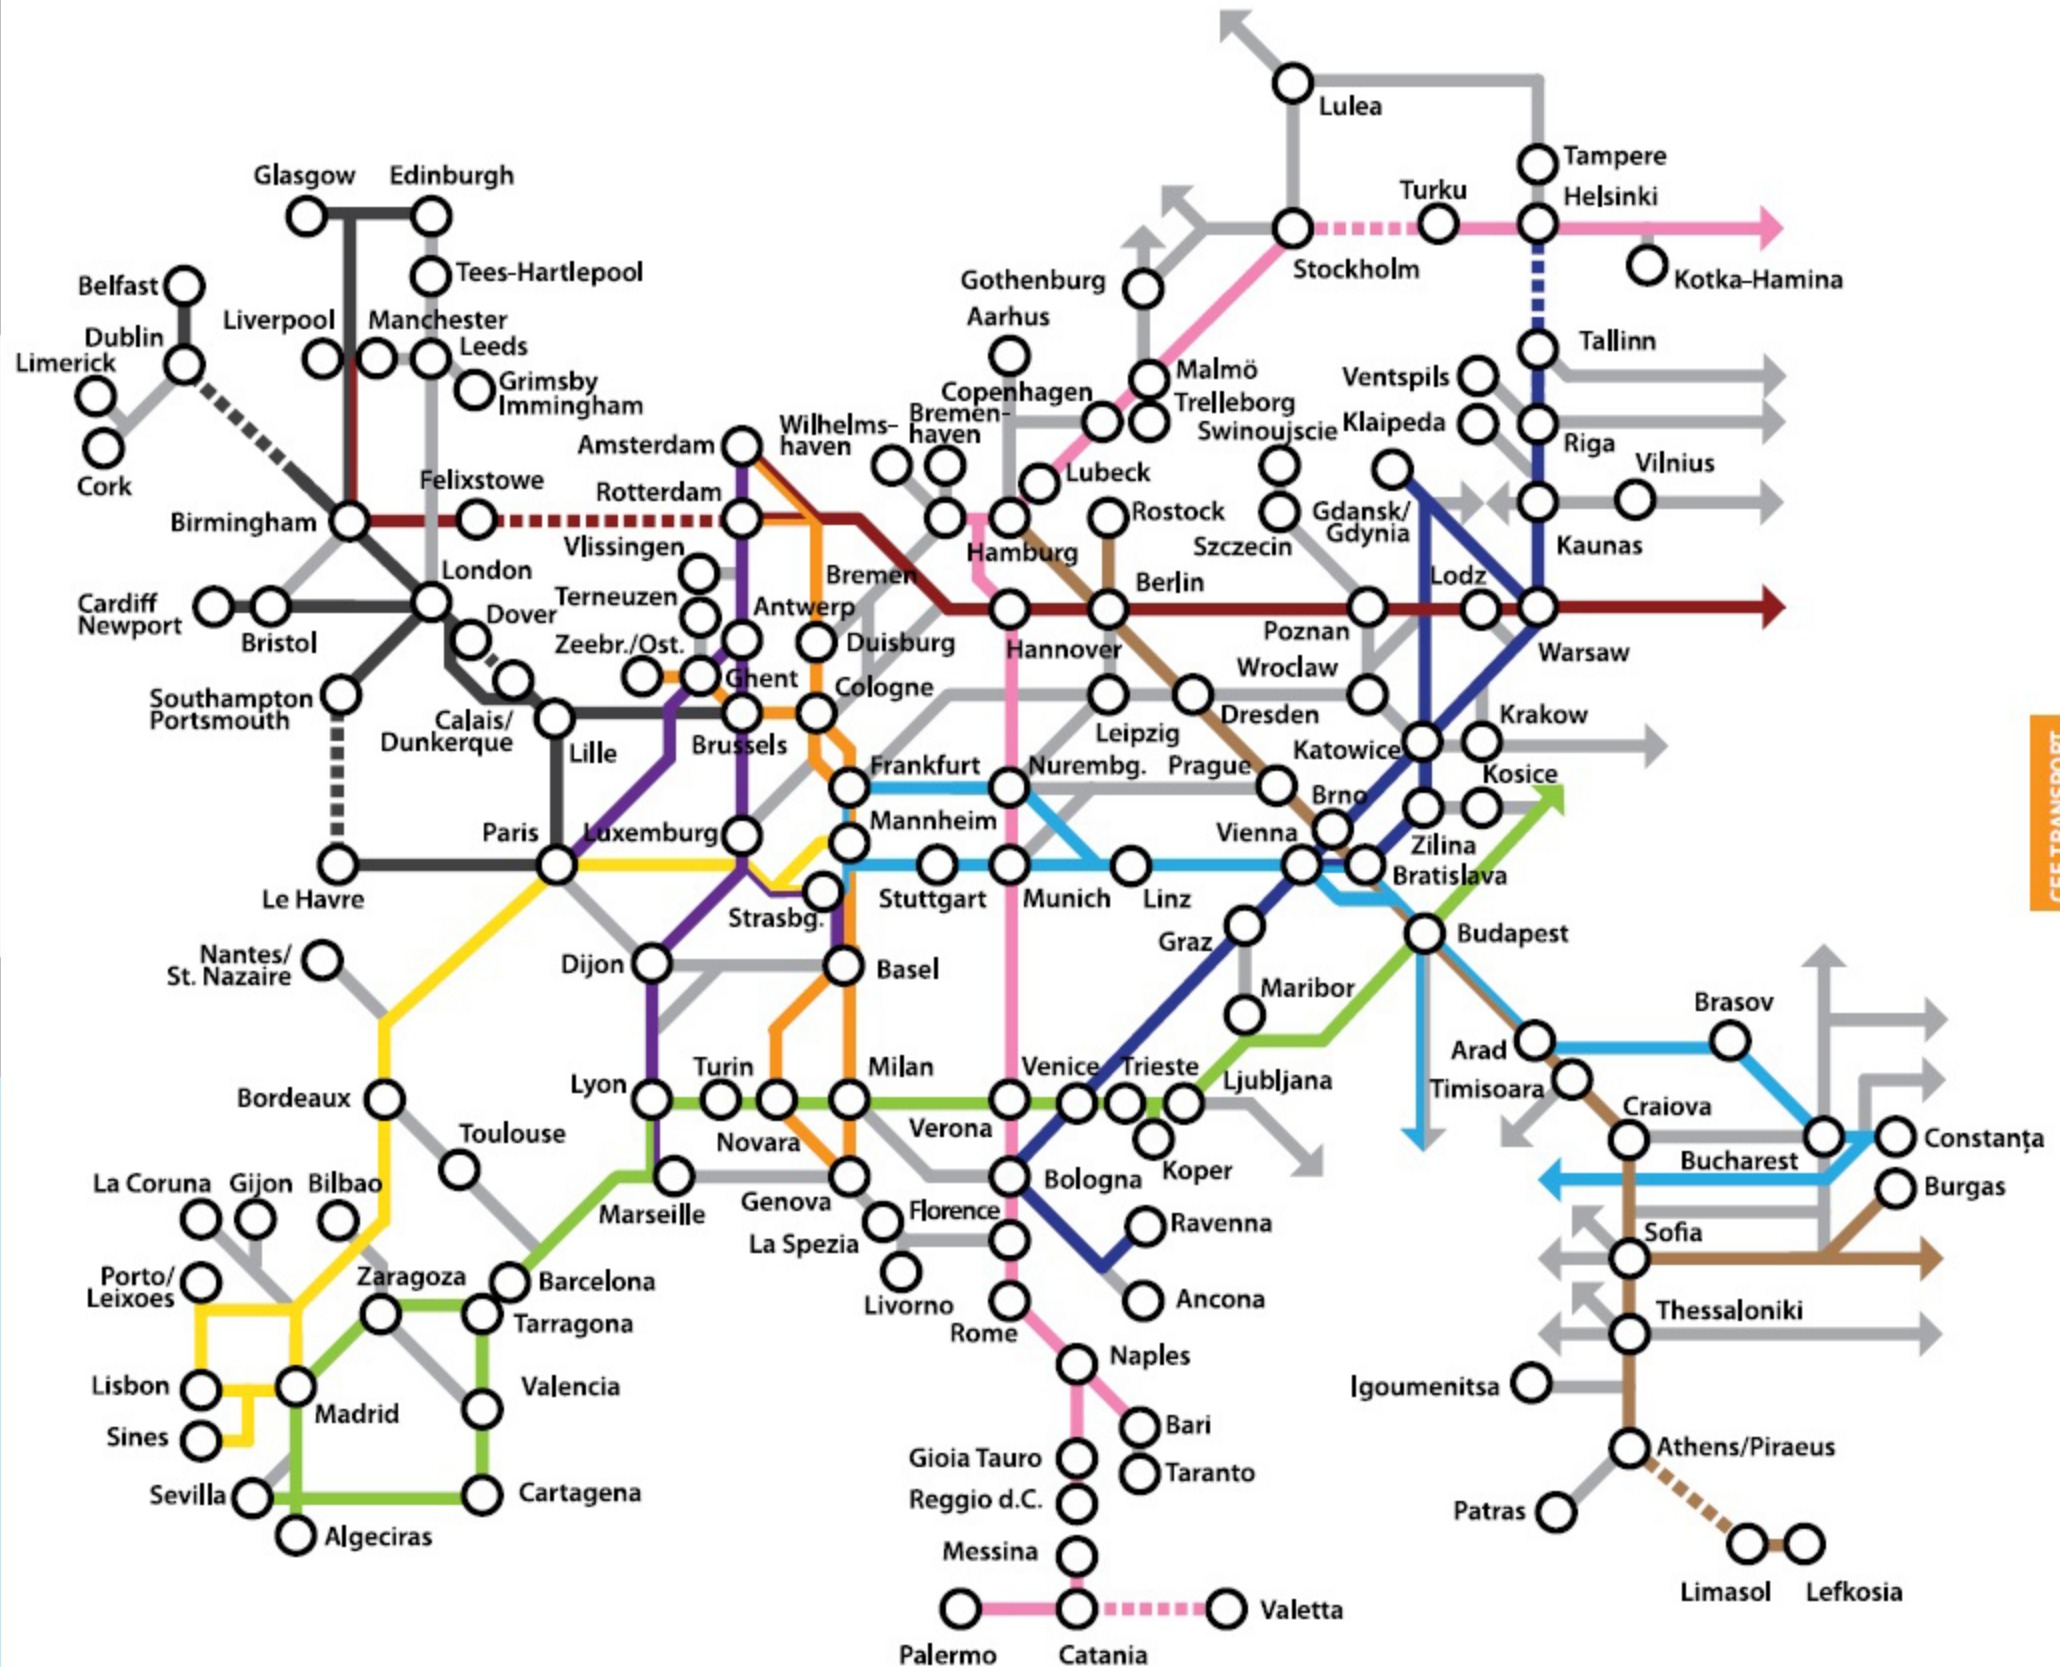 Lulea
Tampere
Glasgow
Edinburgh
Turku
Helsinki
Tees-Hartlepool
Stockholm
Kotka-Hamina
Belfast
Gothenburg
Liverpool
Manchester
Aarhus
Dublin
Leeds
Tallinn
Limerick
Grimsby
Immingham
Malmö
Ventspils
Copenhagen
Trelleborg
Wilhelms-
haven
Bremen-
haven
Swinoujscie
Klaipeda
Riga
Amsterdam
Cork
Felixstowe
Lubeck
Vilnius
Rotterdam
Birmingham
Rostock
Gdansk/
Gdynia
Vlissingen
Hamburg
Szczecin
Kaunas
London
Bremen
Berlin
Lodz
Cardiff
Newport
Terneuzen
Antwerp
Dover
Bristol
Zeebr./Ost.
Duisburg
Hannover
Poznan
Warsaw
Ghent
Cologne
Wroclaw
Southampton
Portsmouth
Calais/
Dunkerque
Dresden
Krakow
Lille
Brussels
Leipzig
Katowice
Frankfurt
Nurembg.
Prague
Kosice
Brno
Paris
Luxemburg
Mannheim
Vienna
Zilina
Bratislava
Le Havre
Strasbg.
Stuttgart
Munich
Linz
CEF TRANSPORT
Nantes/
St. Nazaire
Graz
Budapest
Dijon
Basel
Maribor
Brasov
Arad
Turin
Milan
Venice
Trieste
Ljubljana
Timisoara
Lyon
Bordeaux
Craiova
Toulouse
Novara
Verona
Constanţa
La Coruna
Gijon
Bilbao
Koper
Bucharest
Bologna
Burgas
Marseille
Genova
Florence
Ravenna
La Spezia
Sofia
Porto/
Leixoes
Zaragoza
Barcelona
Livorno
Ancona
Tarragona
Rome
Thessaloniki
Naples
Lisbon
Valencia
Igoumenitsa
Madrid
Sines
Bari
Gioia Tauro
Athens/Piraeus
Taranto
Sevilla
Cartagena
Reggio d.C.
Patras
Algeciras
Messina
Limasol
Lefkosia
Valetta
Palermo
Catania